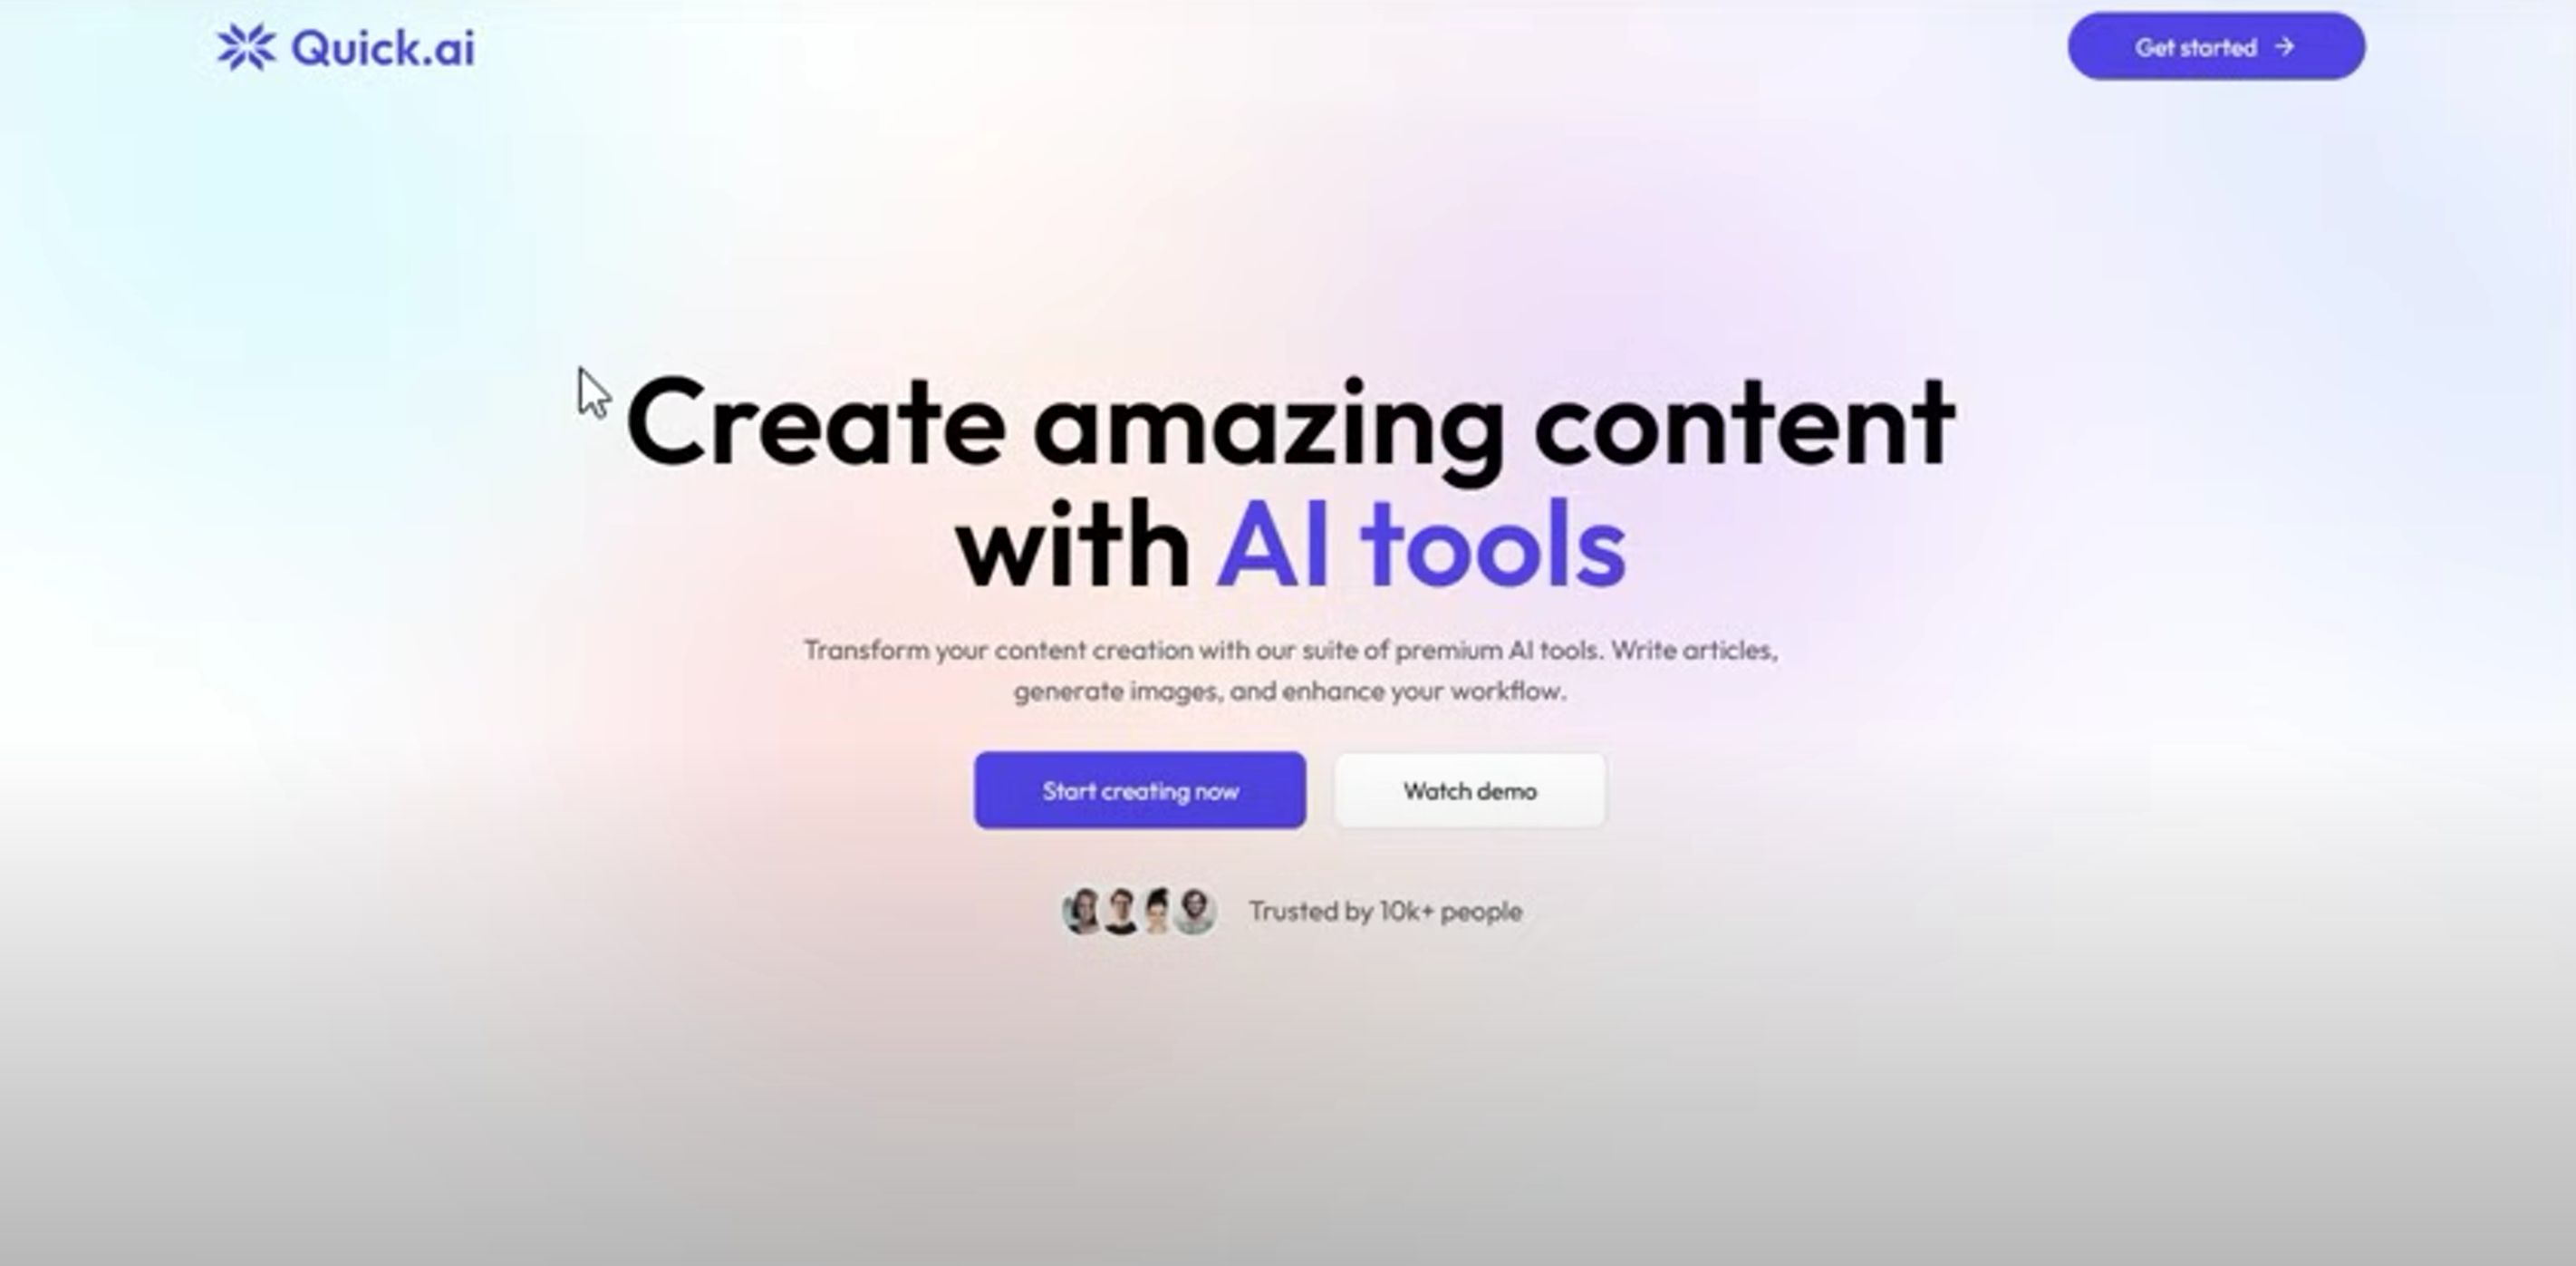 Quick.ai
Get started →
Create amazing content
with AI tools
Transform your content creation with our suite of premium AI tools. Write articles,
generate images, and enhance your workflow.
Start creating now
Watch demo
Trusted by 10k+ people